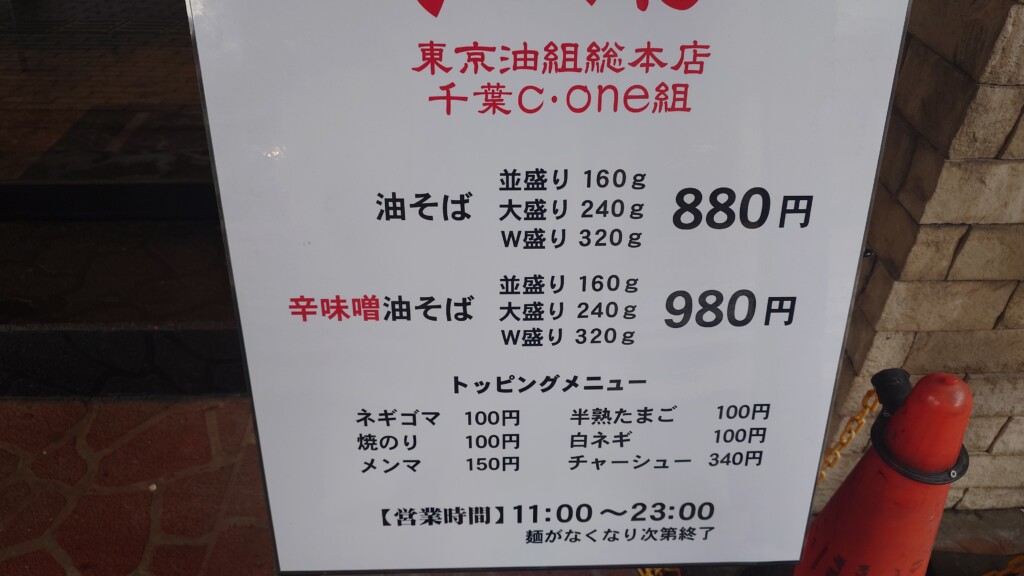 東京油組総本店
千葉c・one組
油そば 並盛り 160g 大盛り 240g W盛り 320g 880円
辛味噌油そば 並盛り 160g 大盛り 240g W盛り 320g 980円
トッピングメニュー
ネギゴマ 100円 半熟たまご 100円
焼のり 100円 白ネギ 100円
メンマ 150円 チャーシュー 340円
【営業時間】11:00～23:00
麺がなくなり次第終了